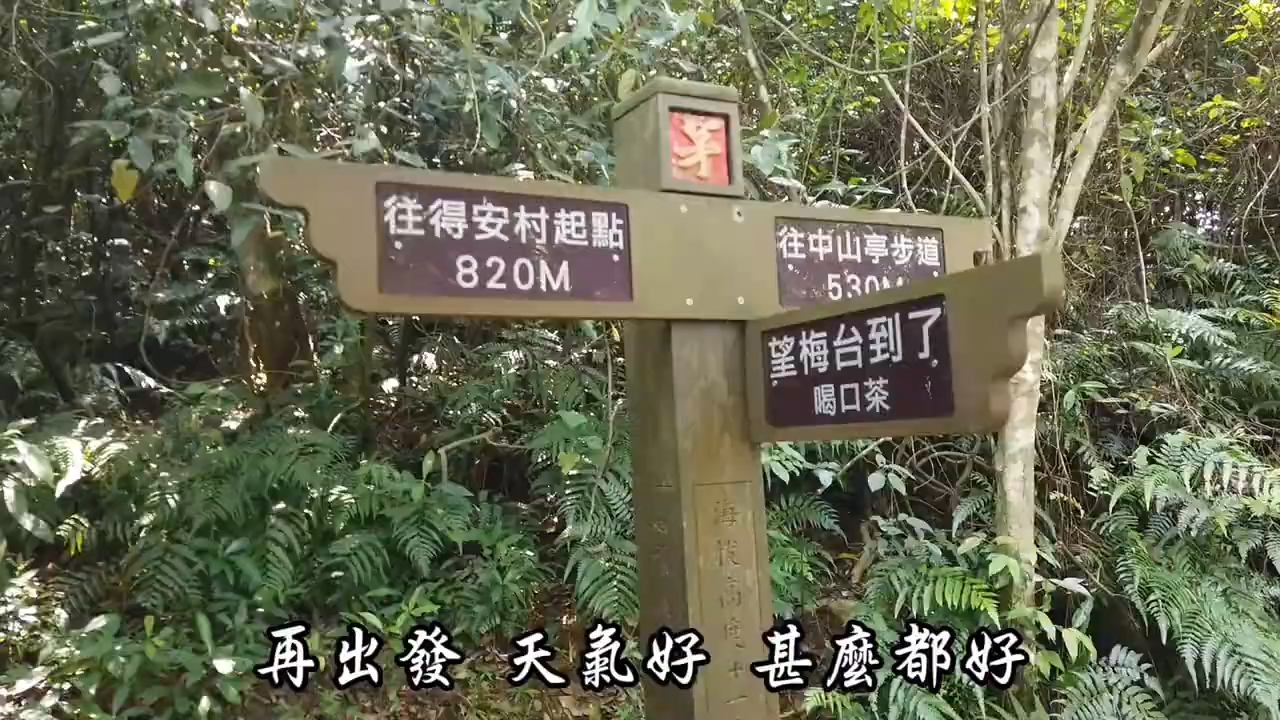 茅
往得安村起點
820M
往中山亭步道
530M
望梅台到了
喝口茶
海拔高度
再出發 天氣好 甚麼都好